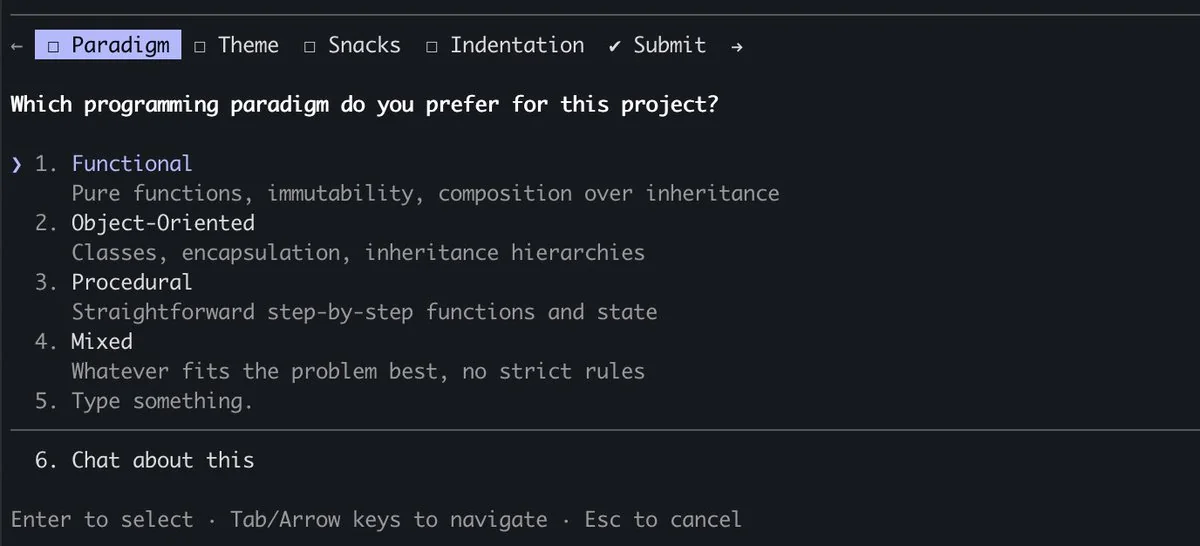 ← □ Paradigm □ Theme □ Snacks □ Indentation ✔ Submit →
Which programming paradigm do you prefer for this project?
❯ 1. Functional
Pure functions, immutability, composition over inheritance
2. Object-Oriented
Classes, encapsulation, inheritance hierarchies
3. Procedural
Straightforward step-by-step functions and state
4. Mixed
Whatever fits the problem best, no strict rules
5. Type something.
6. Chat about this
Enter to select · Tab/Arrow keys to navigate · Esc to cancel